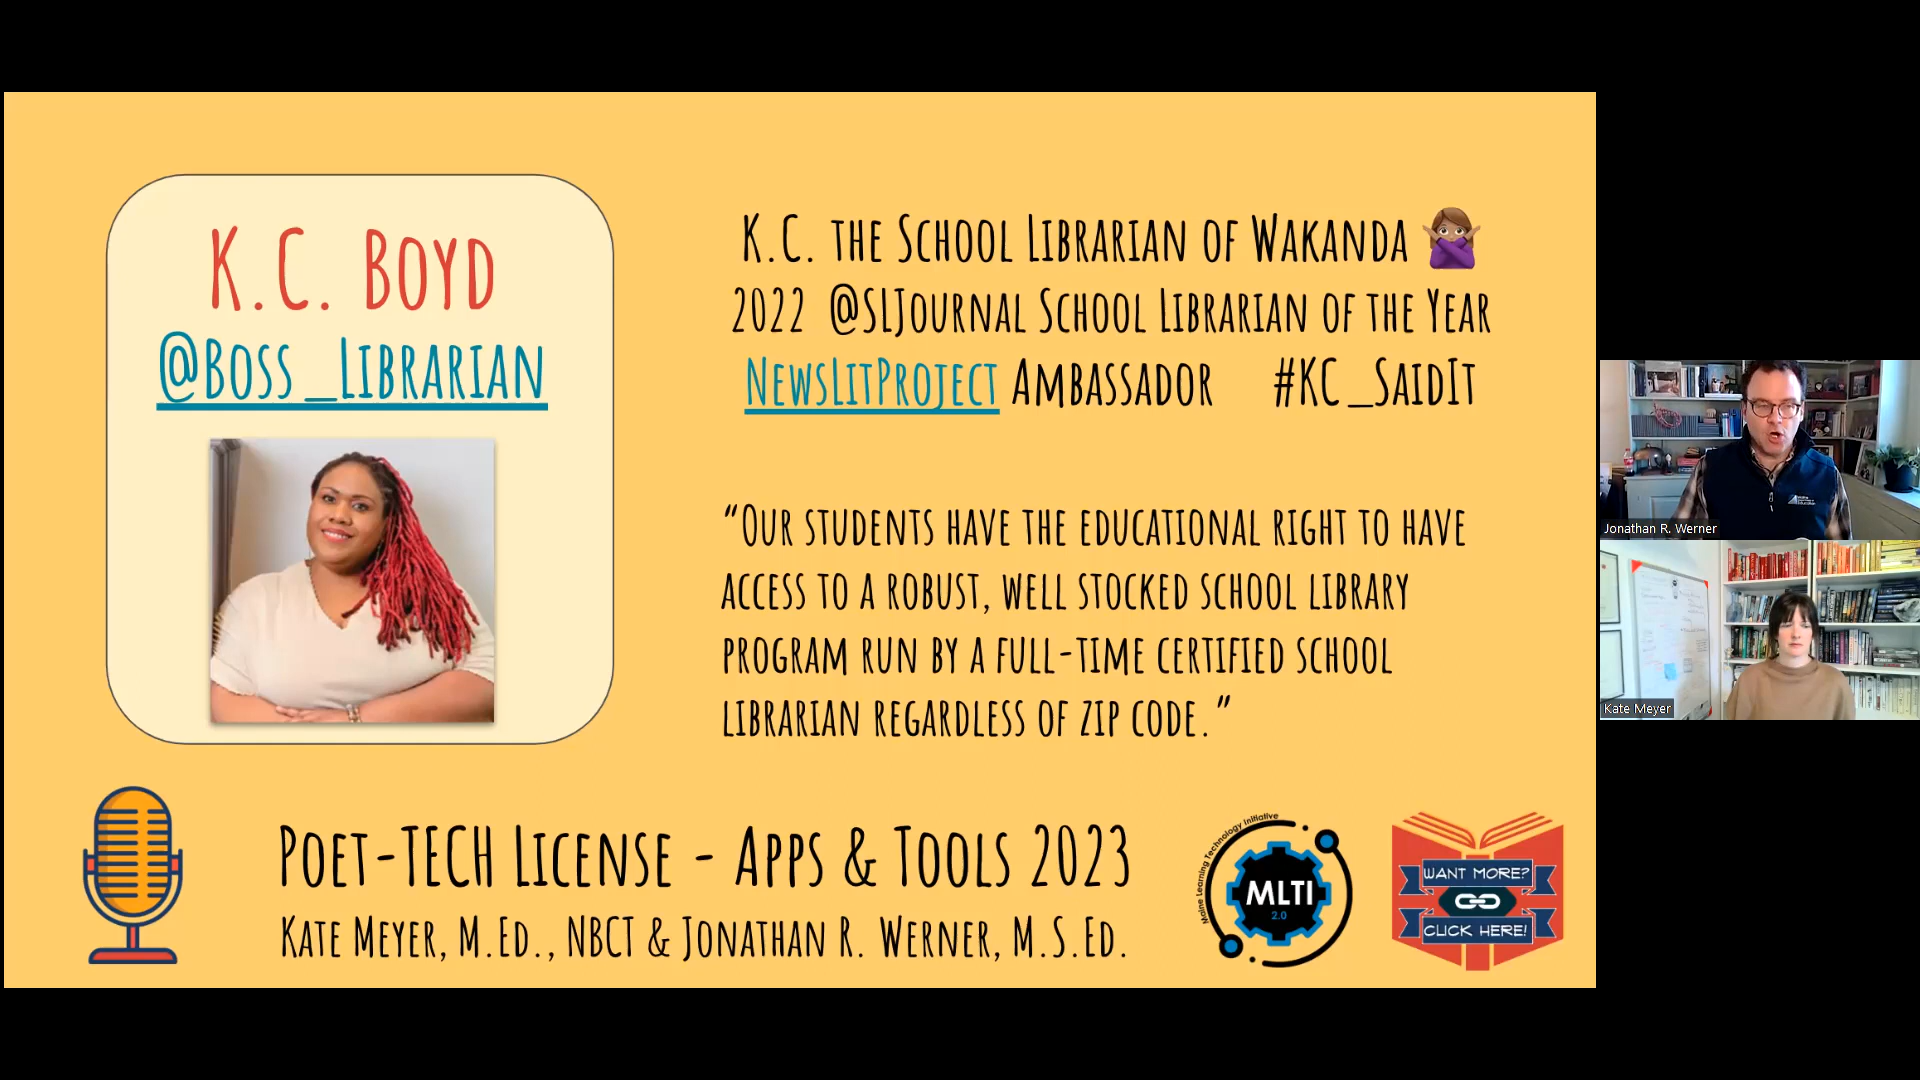 K.C. Boyd
@Boss_Librarian
K.C. the School Librarian of Wakanda
2022 @SLJournal School Librarian of the Year
NewsLitProject Ambassador #KC_SaidIt
“Our students have the educational right to have
access to a robust, well stocked school library
program run by a full-time certified school
librarian regardless of zip code.”
Poet-TECH License - Apps & Tools 2023
Kate Meyer, M.Ed., NBCT & Jonathan R. Werner, M.S.Ed.
Maine Learning Technology Initiative
MLTI
2.0
WANT MORE?
CLICK HERE!
Jonathan R. Werner
Kate Meyer